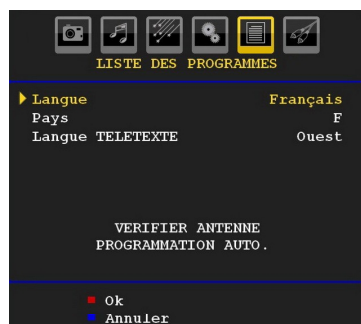 LISTE DES PROGRAMMES
Langue Français
Pays F
Langue TELETEXTE Ouest
VERIFIER ANTENNE
PROGRAMMATION AUTO.
Ok
Annuler